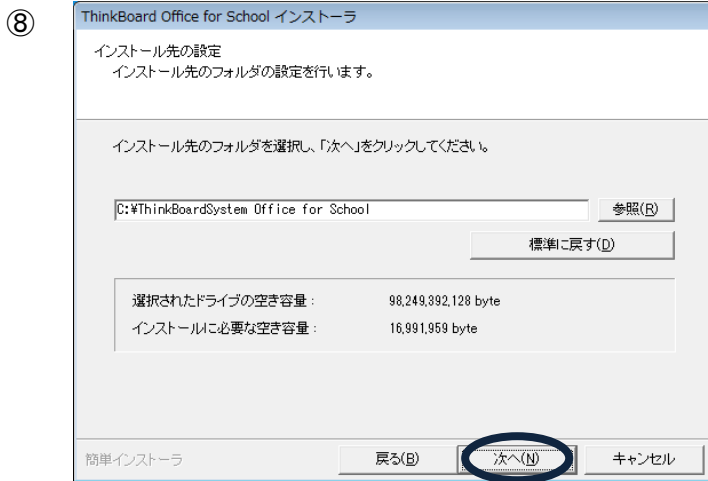 ⑧
ThinkBoard Office for School インストーラ
インストール先の設定
インストール先のフォルダの設定を行います。
インストール先のフォルダを選択し、「次へ」をクリックしてください。
C:¥ThinkBoardSystem Office for School
参照(R)
標準に戻す(D)
選択されたドライブの空き容量: 98,249,392,128 byte
インストールに必要な空き容量: 16,991,959 byte
簡単インストーラ 戻る(B) 次へ(N) キャンセル